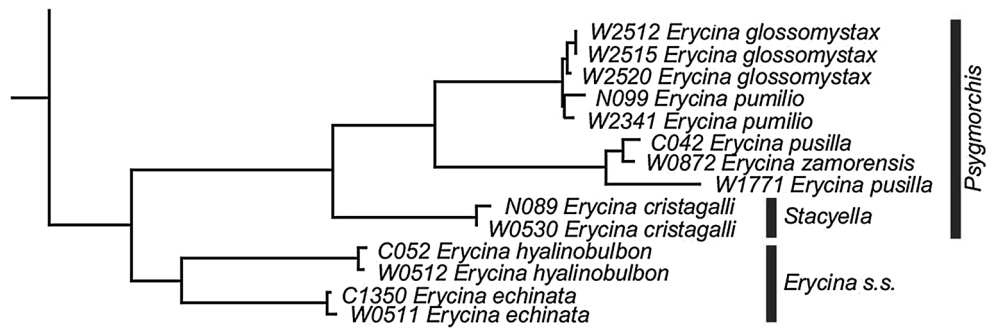 W2512 Erycina glossomystax
W2515 Erycina glossomystax
W2520 Erycina glossomystax
N099 Erycina pumilio
W2341 Erycina pumilio
C042 Erycina pusilla
W0872 Erycina zamorensis
W1771 Erycina pusilla
N089 Erycina cristagalli
W0530 Erycina cristagalli
C052 Erycina hyalinobulbon
W0512 Erycina hyalinobulbon
C1350 Erycina echinata
W0511 Erycina echinata
Psygmorchis
Stacyella
Erycina s.s.